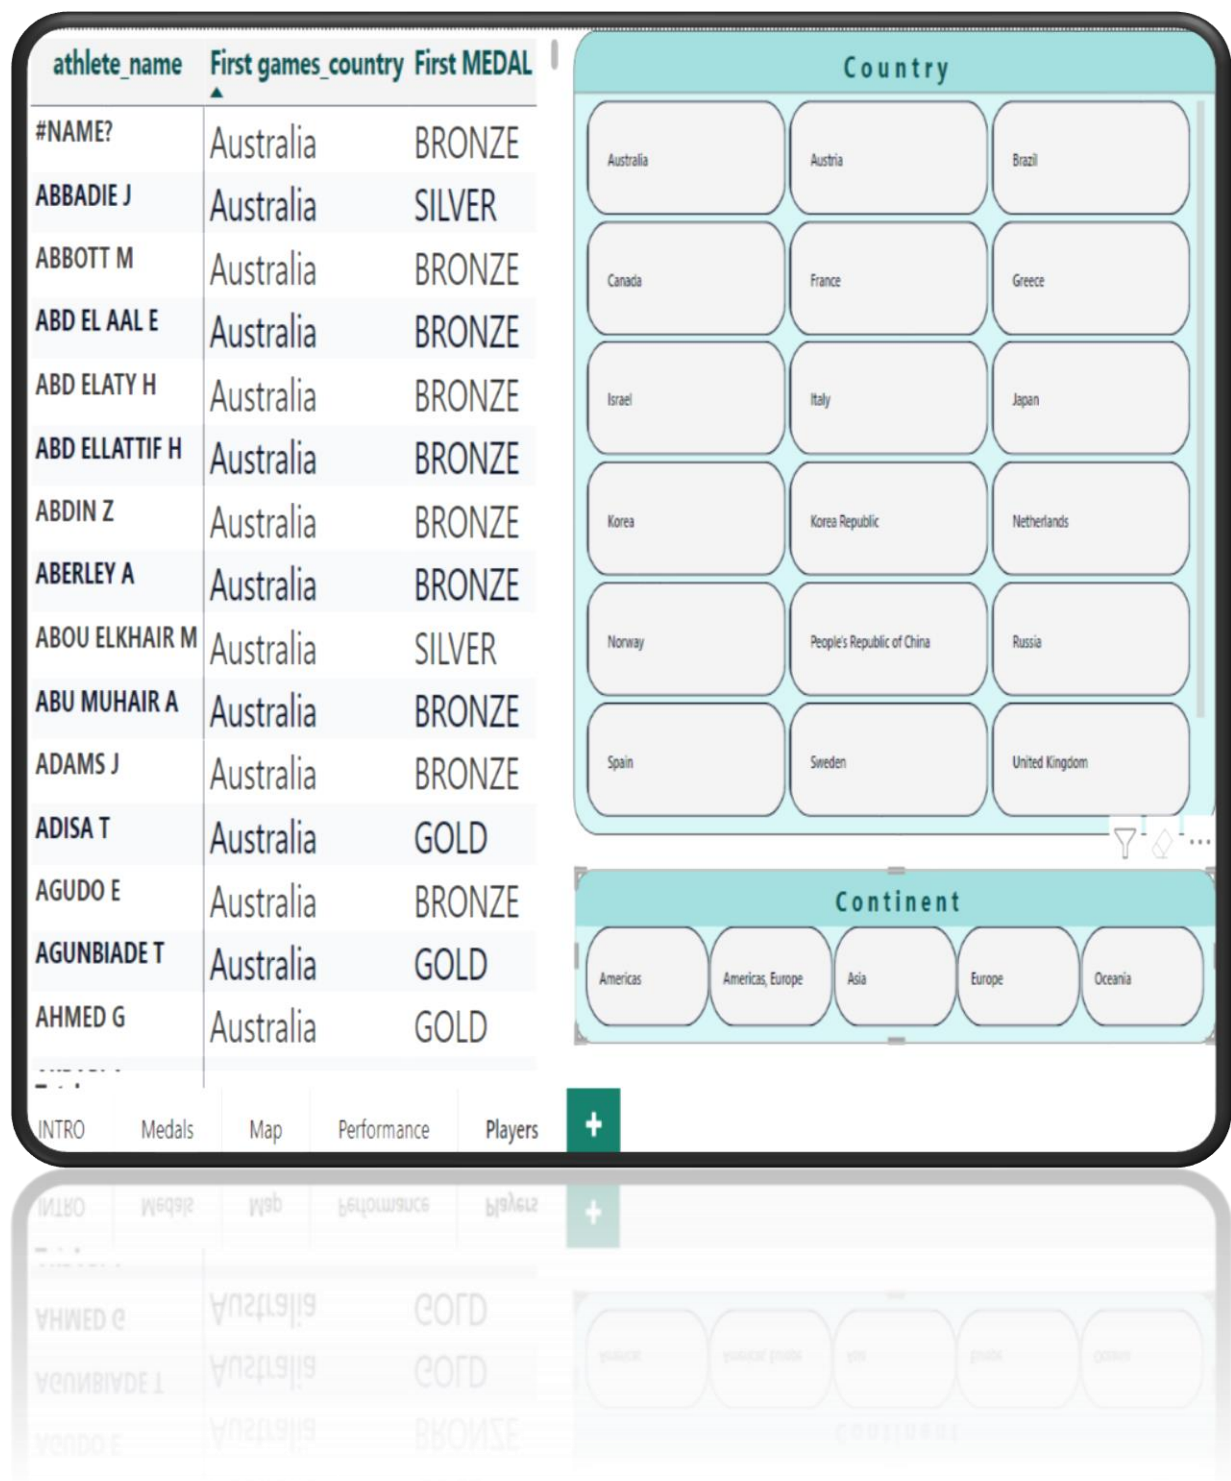 athlete_name First games_country First MEDAL
#NAME? Australia BRONZE
ABBADIE J Australia SILVER
ABBOTT M Australia BRONZE
ABD EL AAL E Australia BRONZE
ABD ELATY H Australia BRONZE
ABD ELLATTIF H Australia BRONZE
ABDIN Z Australia BRONZE
ABERLEY A Australia BRONZE
ABOU ELKHAIR M Australia SILVER
ABU MUHAIR A Australia BRONZE
ADAMS J Australia BRONZE
ADISA T Australia GOLD
AGUDO E Australia BRONZE
AGUNBIADE T Australia GOLD
AHMED G Australia GOLD
Country
Australia Austria Brazil
Canada France Greece
Israel Italy Japan
Korea Korea Republic Netherlands
Norway People's Republic of China Russia
Spain Sweden United Kingdom
Continent
Americas Americas, Europe Asia Europe Oceania
INTRO Medals Map Performance Players +